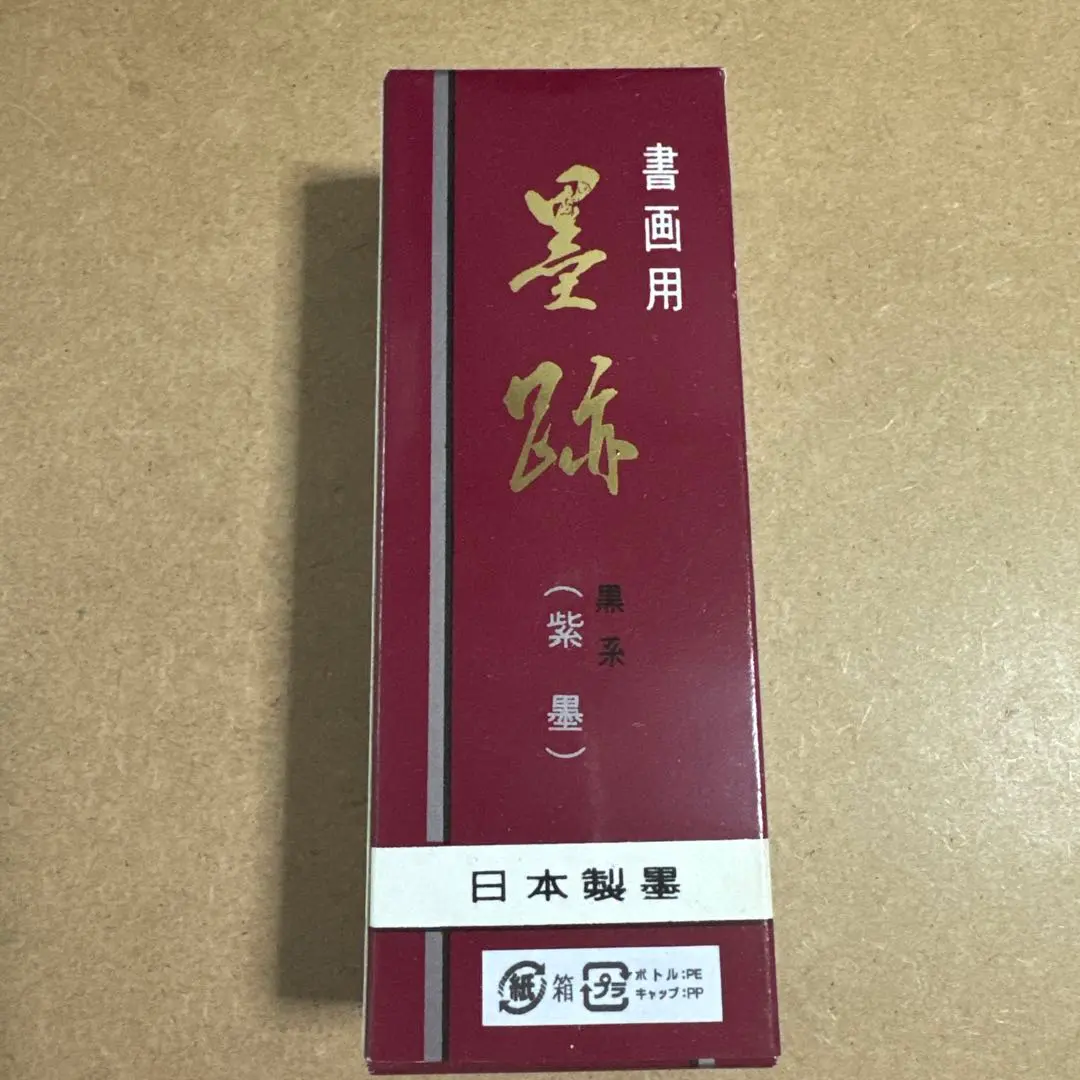 書画用
墨跡
黒系
(紫墨)
日本製墨
紙 箱 プラ ボトル:PE
キャップ:PP